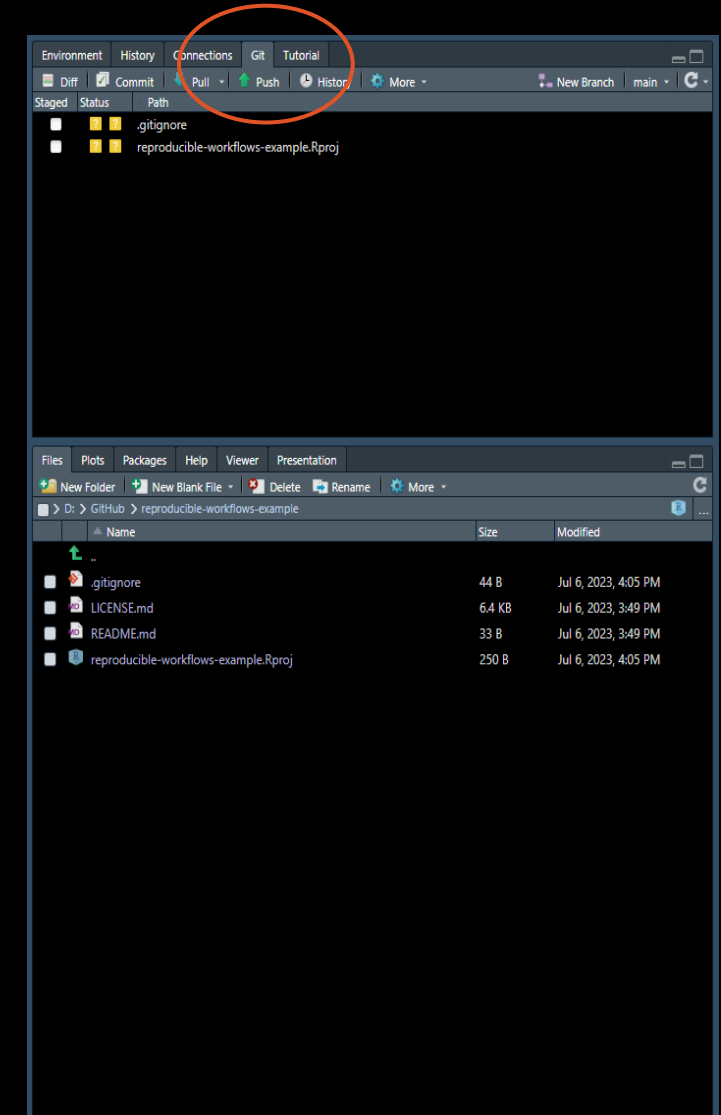 Environment History Connections Git Tutorial
Diff Commit Pull Push History More New Branch main
Staged Status Path
? ? .gitignore
? ? reproducible-workflows-example.Rproj
Files Plots Packages Help Viewer Presentation
New Folder New Blank File Delete Rename More
D: GitHub reproducible-workflows-example R ...
Name Size Modified
..
.gitignore 44 B Jul 6, 2023, 4:05 PM
MD LICENSE.md 6.4 KB Jul 6, 2023, 3:49 PM
MD README.md 33 B Jul 6, 2023, 3:49 PM
R reproducible-workflows-example.Rproj 250 B Jul 6, 2023, 4:05 PM